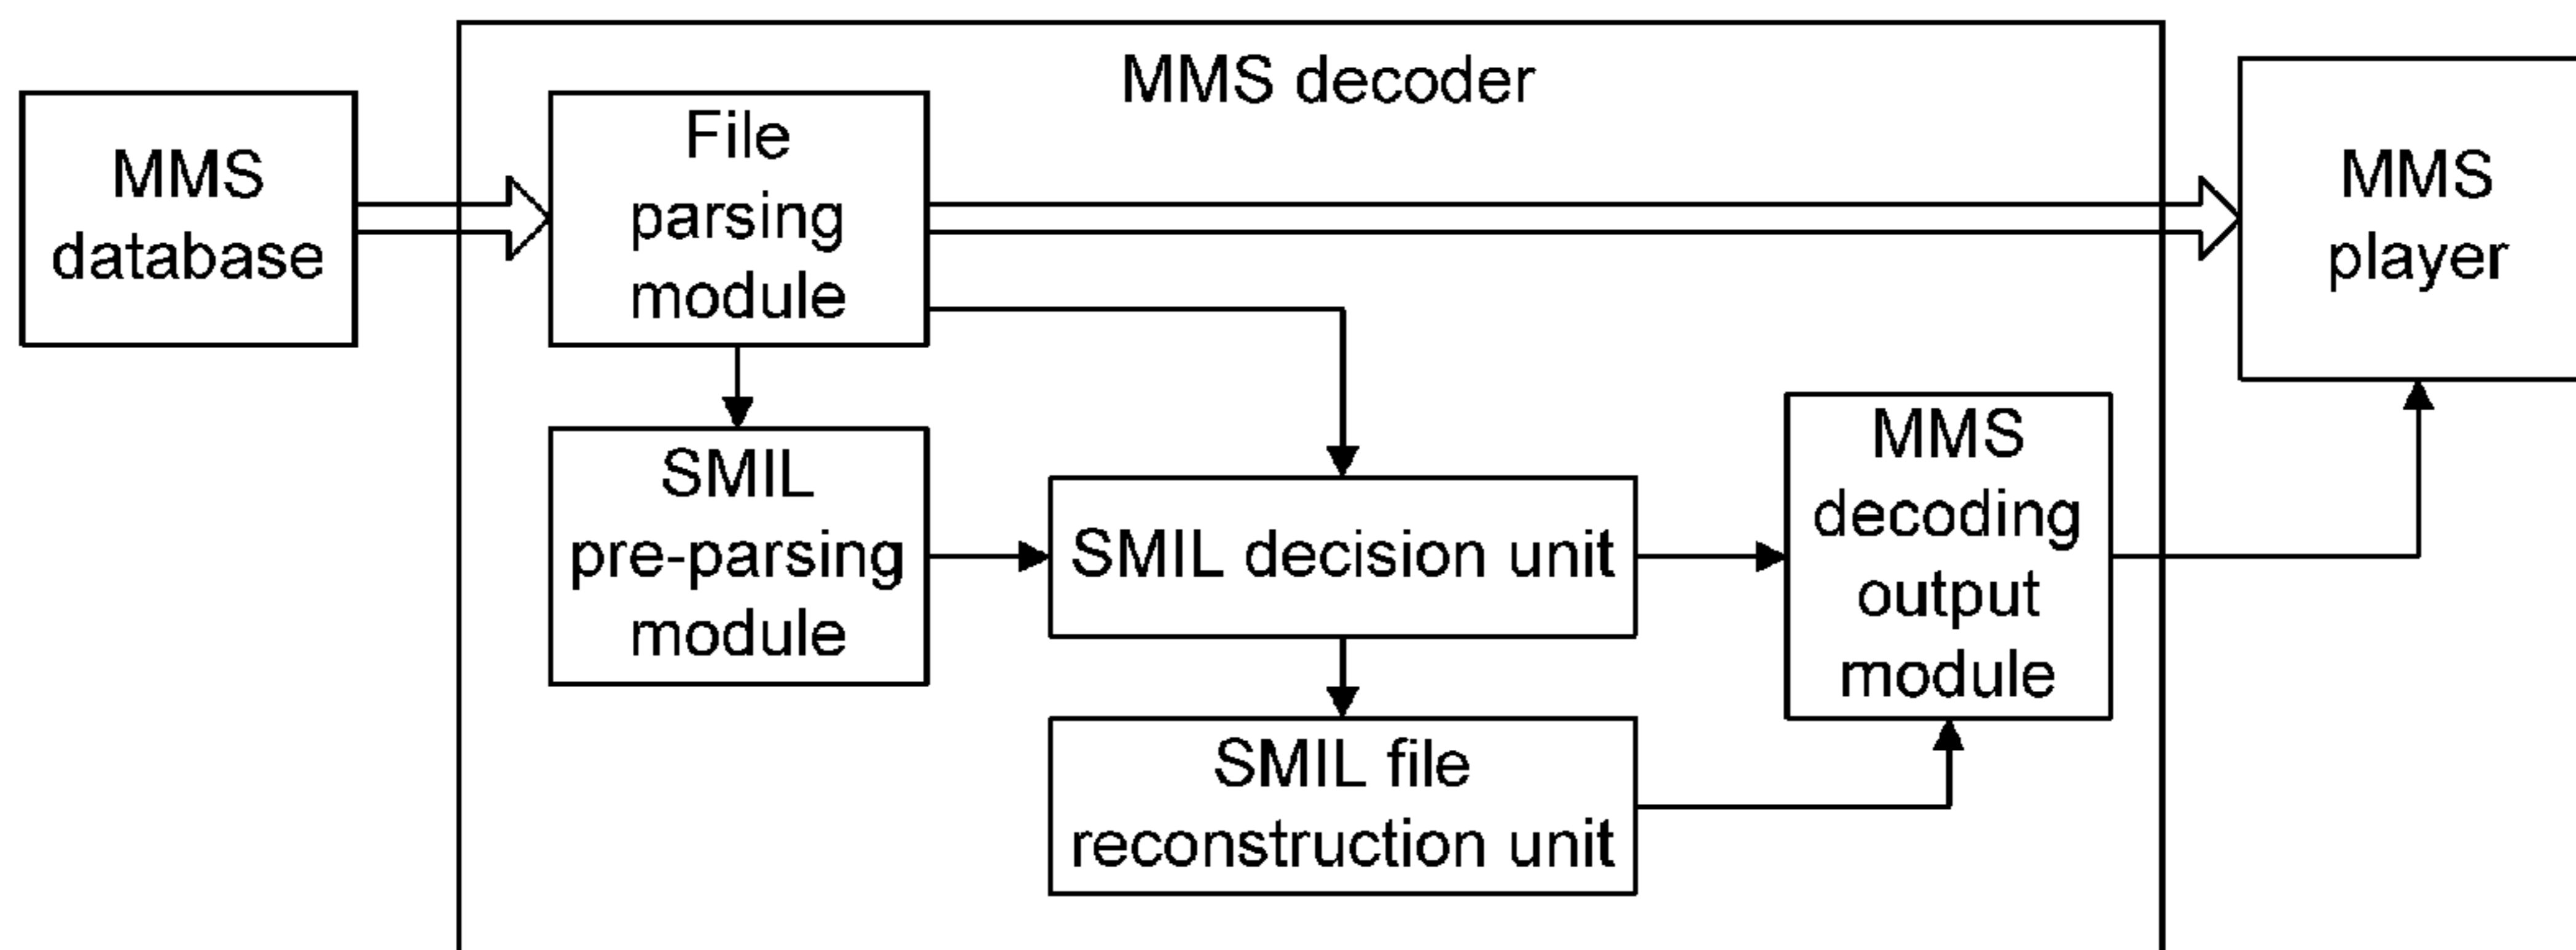 MMS decoder
MMS
database
File
parsing
module
MMS
player
SMIL
pre-parsing
module
SMIL decision unit
MMS
decoding
output
module
SMIL file
reconstruction unit